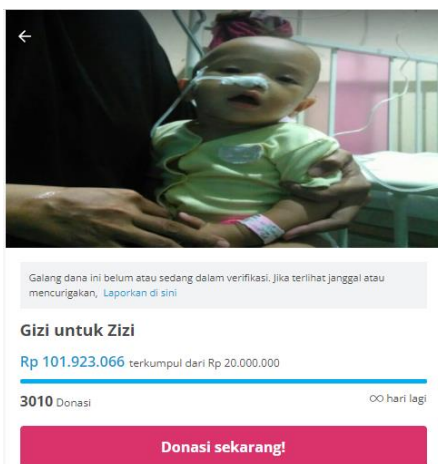 Galang dana ini belum atau sedang dalam verifikasi. Jika terlihat janggal atau
mencurigakan, Laporkan di sini
Gizi untuk Zizi
Rp 101.923.066 terkumpul dari Rp 20.000.000
3010 Donasi
∞ hari lagi
Donasi sekarang!